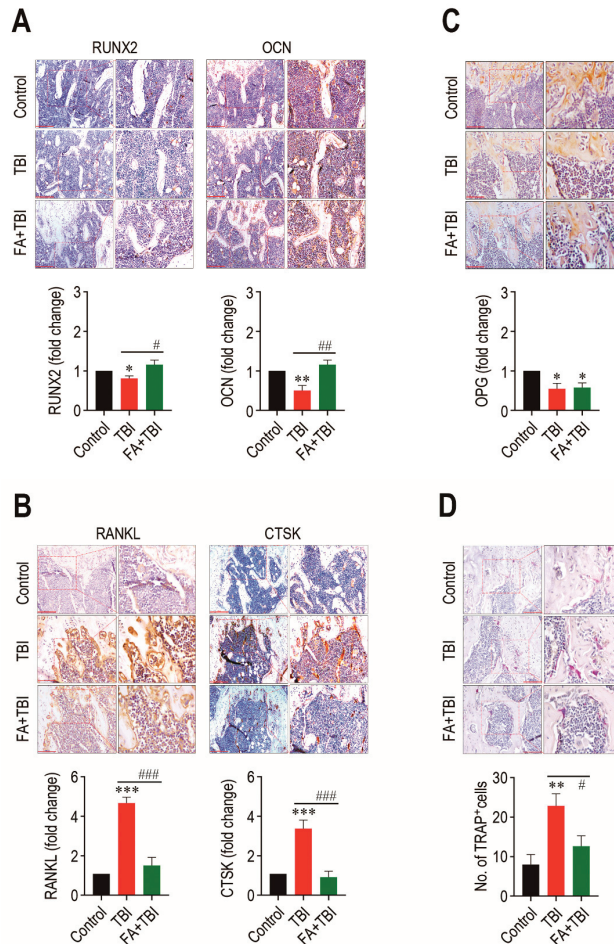 A
RUNX2
OCN
Control
TBI
FA+TBI
RUNX2 (fold change)
3
2
1
0
*
#
Control
TBI
FA+TBI
OCN (fold change)
3
2
1
0
**
##
Control
TBI
FA+TBI
C
Control
TBI
FA+TBI
OPG (fold change)
3
2
1
0
*
*
Control
TBI
FA+TBI
B
RANKL
CTSK
Control
TBI
FA+TBI
RANKL (fold change)
6
4
2
0
***
###
Control
TBI
FA+TBI
CTSK (fold change)
6
4
2
0
***
###
Control
TBI
FA+TBI
D
Control
TBI
FA+TBI
No. of TRAP⁺cells
30
20
10
0
**
#
Control
TBI
FA+TBI